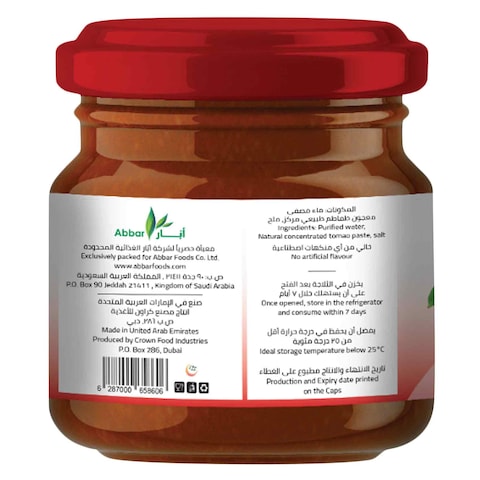 Abbar أبار
معبأة حصرياً لشركة أبار الغذائية المحدودة
Exclusively packed for Abbar Foods Co. Ltd.
www.abbarfoods.com
ص.ب: ٩٠ جدة ٢١٤١١ , المملكة العربية السعودية
P.O. Box 90 Jeddah 21411 , Kingdom of Saudi Arabia
صنع في الإمارات العربية المتحدة
انتاج مصنع كراون للأغذية
ص.ب ٢٨٦, دبي
Made in United Arab Emirates
Produced by Crown Food Industries
P.O. Box 286, Dubai
6 287000 658606
المكونات: ماء مصفى
معجون طماطم طبيعي مركز, ملح
Ingredients: Purified water,
Natural concentrated tomao paste, salt
خالي من أي منكهات اصطناعية
No artificial flavour
يخزن في الثلاجة بعد الفتح
على أن يستهلك خلال ٧ أيام
Once opened, store in the refrigerator
and consume within 7 days
يفضل أن يحفظ في درجة حرارة أقل
من ٢٥ درجة مئوية
Ideal storage temperature below 25°C
تاريخ الانتهاء والانتاج مطبوع على الغطاء
Production and Expiry date printed
on the Caps